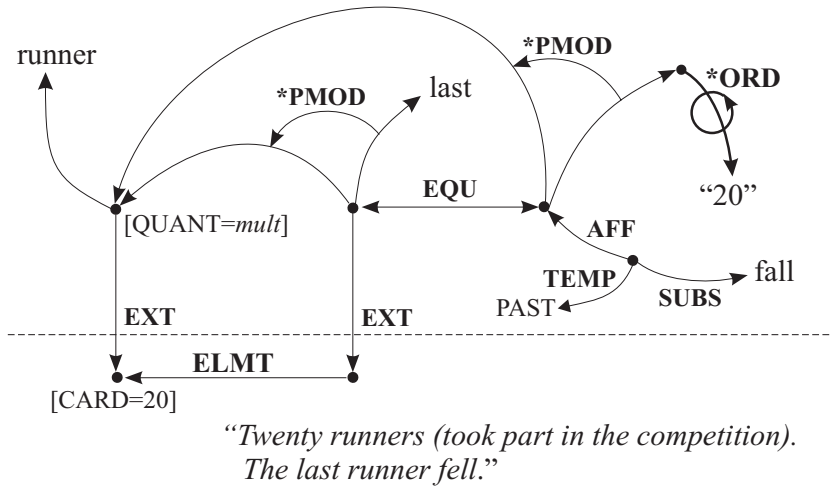 runner
*PMOD
last
*PMOD
*ORD
“20”
[QUANT=mult]
EQU
AFF
TEMP
PAST
SUBS
fall
EXT
EXT
ELMT
[CARD=20]
“Twenty runners (took part in the competition).
The last runner fell.”